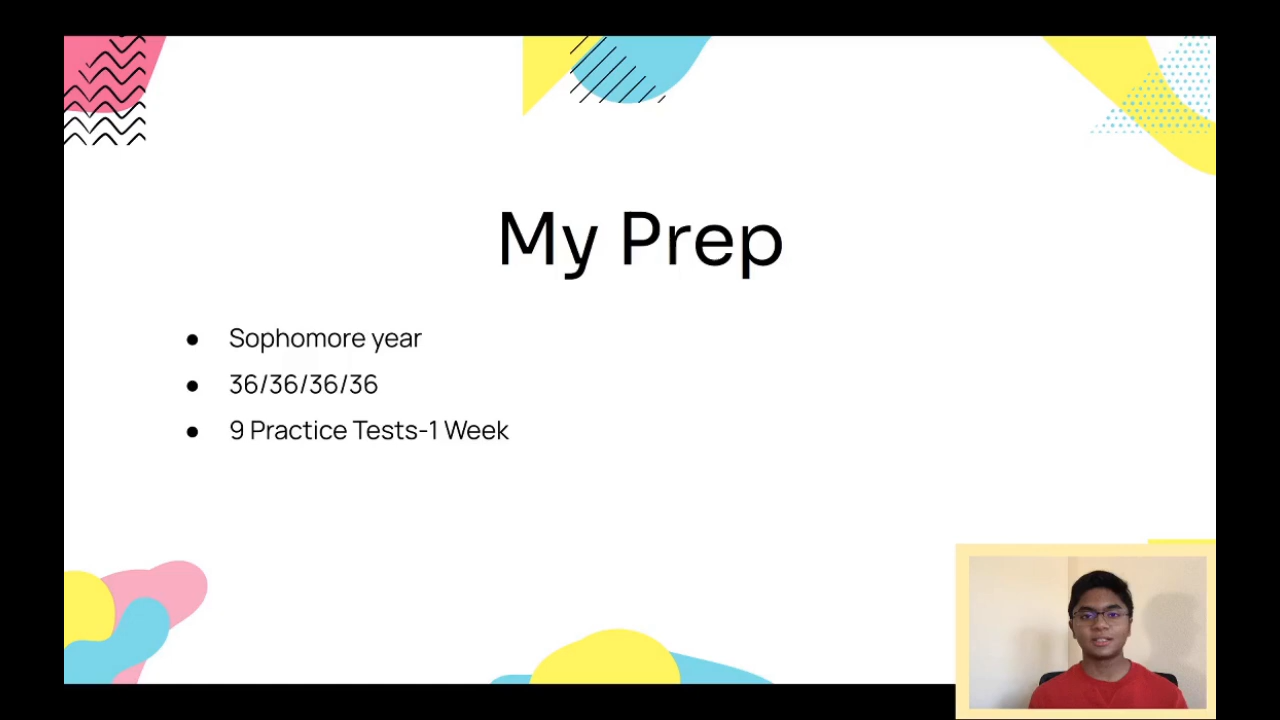 My Prep
● Sophomore year
● 36/36/36/36
● 9 Practice Tests-1 Week